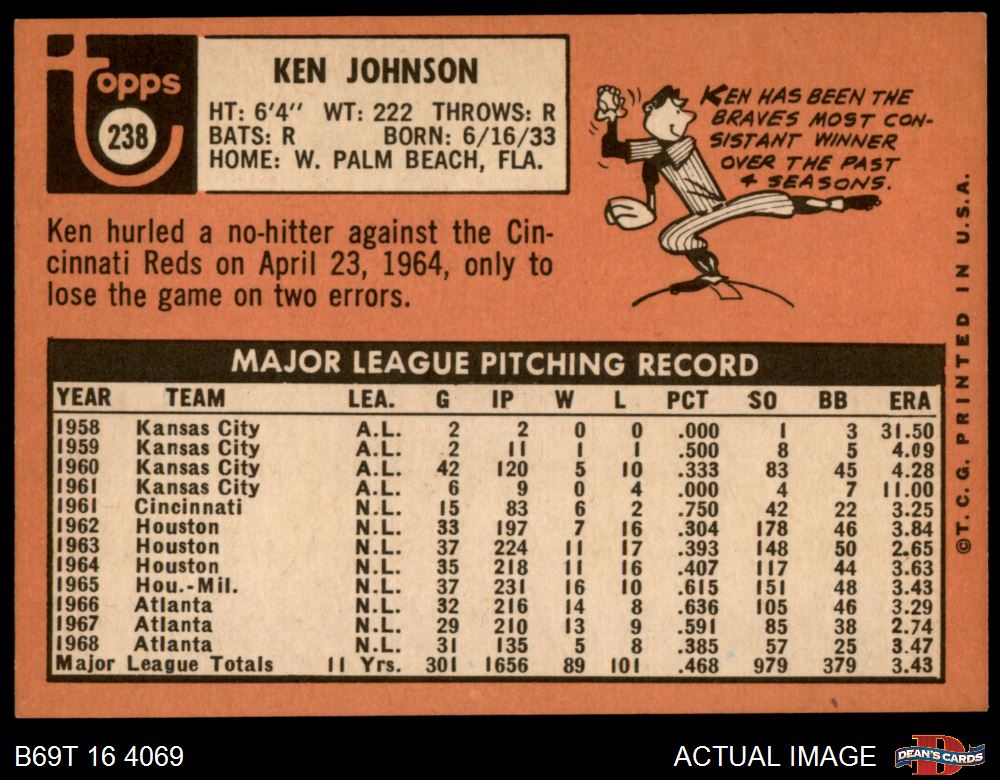 topps
238
KEN JOHNSON
HT: 6'4" WT: 222 THROWS: R
BATS: R BORN: 6/16/33
HOME: W. PALM BEACH, FLA.
KEN HAS BEEN THE
BRAVES MOST CON-
SISTANT WINNER
OVER THE PAST
4 SEASONS.
Ken hurled a no-hitter against the Cin-
cinnati Reds on April 23, 1964, only to
lose the game on two errors.
MAJOR LEAGUE PITCHING RECORD
YEAR TEAM LEA. G IP W L PCT SO BB ERA
1958 Kansas City A.L. 2 2 0 0 .000 1 3 31.50
1959 Kansas City A.L. 2 11 1 1 .500 8 5 4.09
1960 Kansas City A.L. 42 120 5 10 .333 83 45 4.28
1961 Kansas City A.L. 6 9 0 4 .000 4 7 11.00
1961 Cincinnati N.L. 15 83 6 2 .750 42 22 3.25
1962 Houston N.L. 33 197 7 16 .304 178 46 3.84
1963 Houston N.L. 37 224 11 17 .393 148 50 2.65
1964 Houston N.L. 35 218 11 16 .407 117 44 3.63
1965 Hou.-Mil. N.L. 37 231 16 10 .615 151 48 3.43
1966 Atlanta N.L. 32 216 14 8 .636 105 46 3.29
1967 Atlanta N.L. 29 210 13 9 .591 85 38 2.74
1968 Atlanta N.L. 31 135 5 8 .385 57 25 3.47
Major League Totals 11 Yrs. 301 1656 89 101 .468 979 379 3.43
©T. C. G. PRINTED IN U.S.A.
B69T 16 4069
ACTUAL IMAGE
DEAN'S CARDS